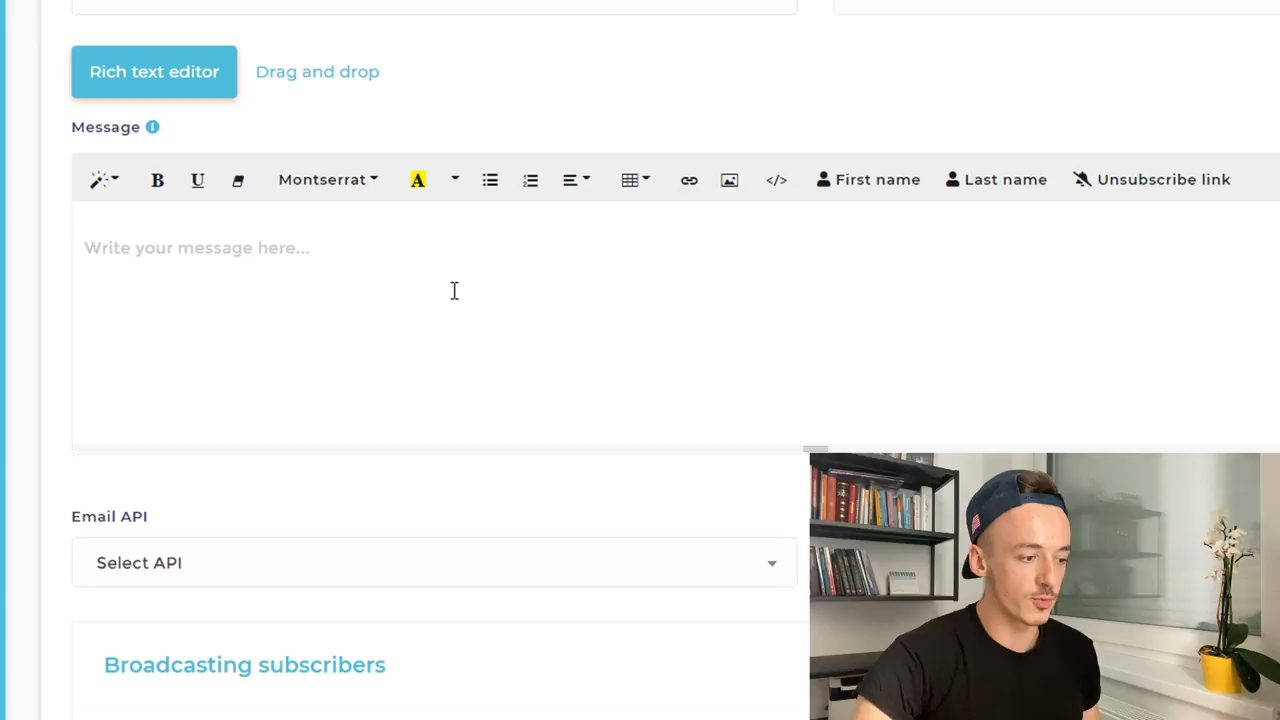 Rich text editor Drag and drop
Message
B U Montserrat A </> First name Last name Unsubscribe link
Write your message here...
Email API
Select API
Broadcasting subscribers